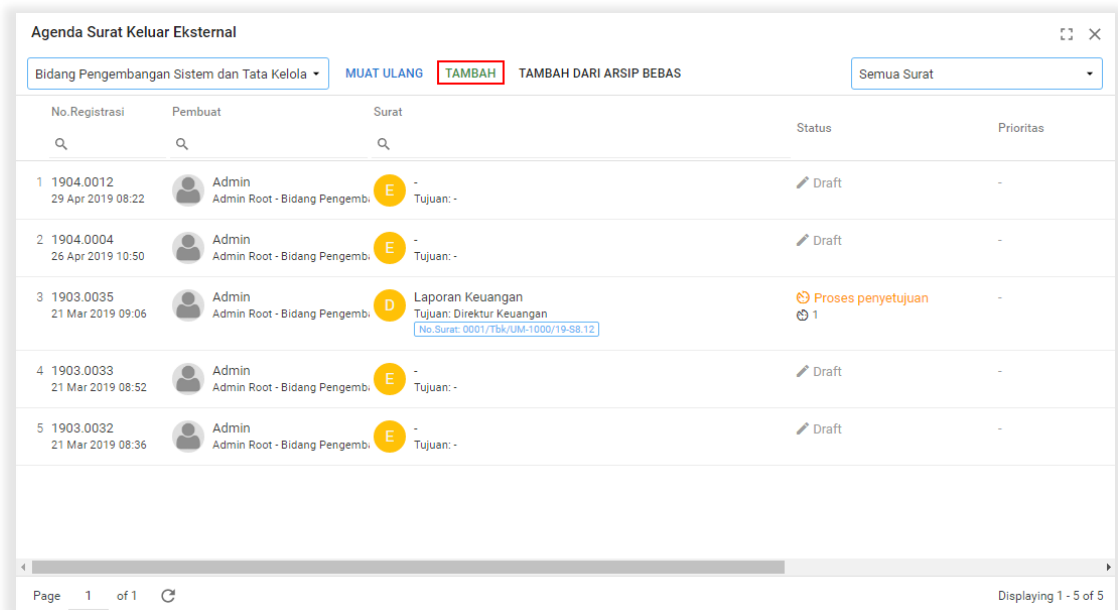 Agenda Surat Keluar Eksternal
Bidang Pengembangan Sistem dan Tata Kelola MUAT ULANG TAMBAH TAMBAH DARI ARSIP BEBAS Semua Surat
No.Registrasi Pembuat Surat Status Prioritas
1 1904.0012 Admin E - Draft -
29 Apr 2019 08:22 Admin Root - Bidang Pengemb Tujuan: -
2 1904.0004 Admin E - Draft -
26 Apr 2019 10:50 Admin Root - Bidang Pengemb Tujuan: -
3 1903.0035 Admin D Laporan Keuangan Proses penyetujuan -
21 Mar 2019 09:06 Admin Root - Bidang Pengemb Tujuan: Direktur Keuangan 1
No.Surat: 0001/Tbk/UM-1000/19-S8.12
4 1903.0033 Admin E - Draft -
21 Mar 2019 08:52 Admin Root - Bidang Pengemb Tujuan: -
5 1903.0032 Admin E - Draft -
21 Mar 2019 08:36 Admin Root - Bidang Pengemb Tujuan: -
Page 1 of 1 Displaying 1 - 5 of 5